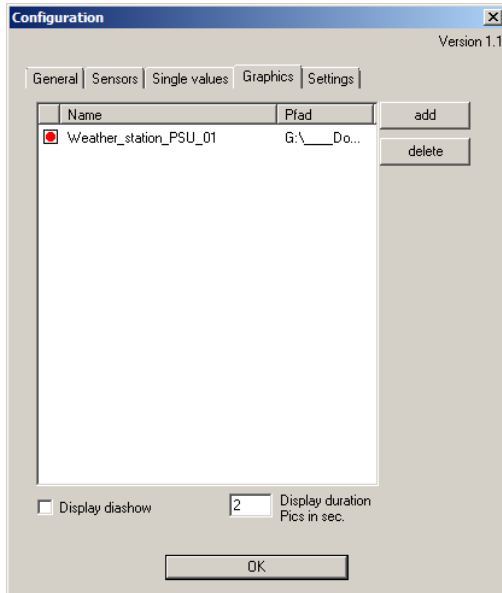 Configuration
Version 1.1
General Sensors Single values Graphics Settings
Name Pfad
Weather_station_PSU_01 G:\____Do...
add
delete
Display diashow
2
Display duration
Pics in sec.
OK